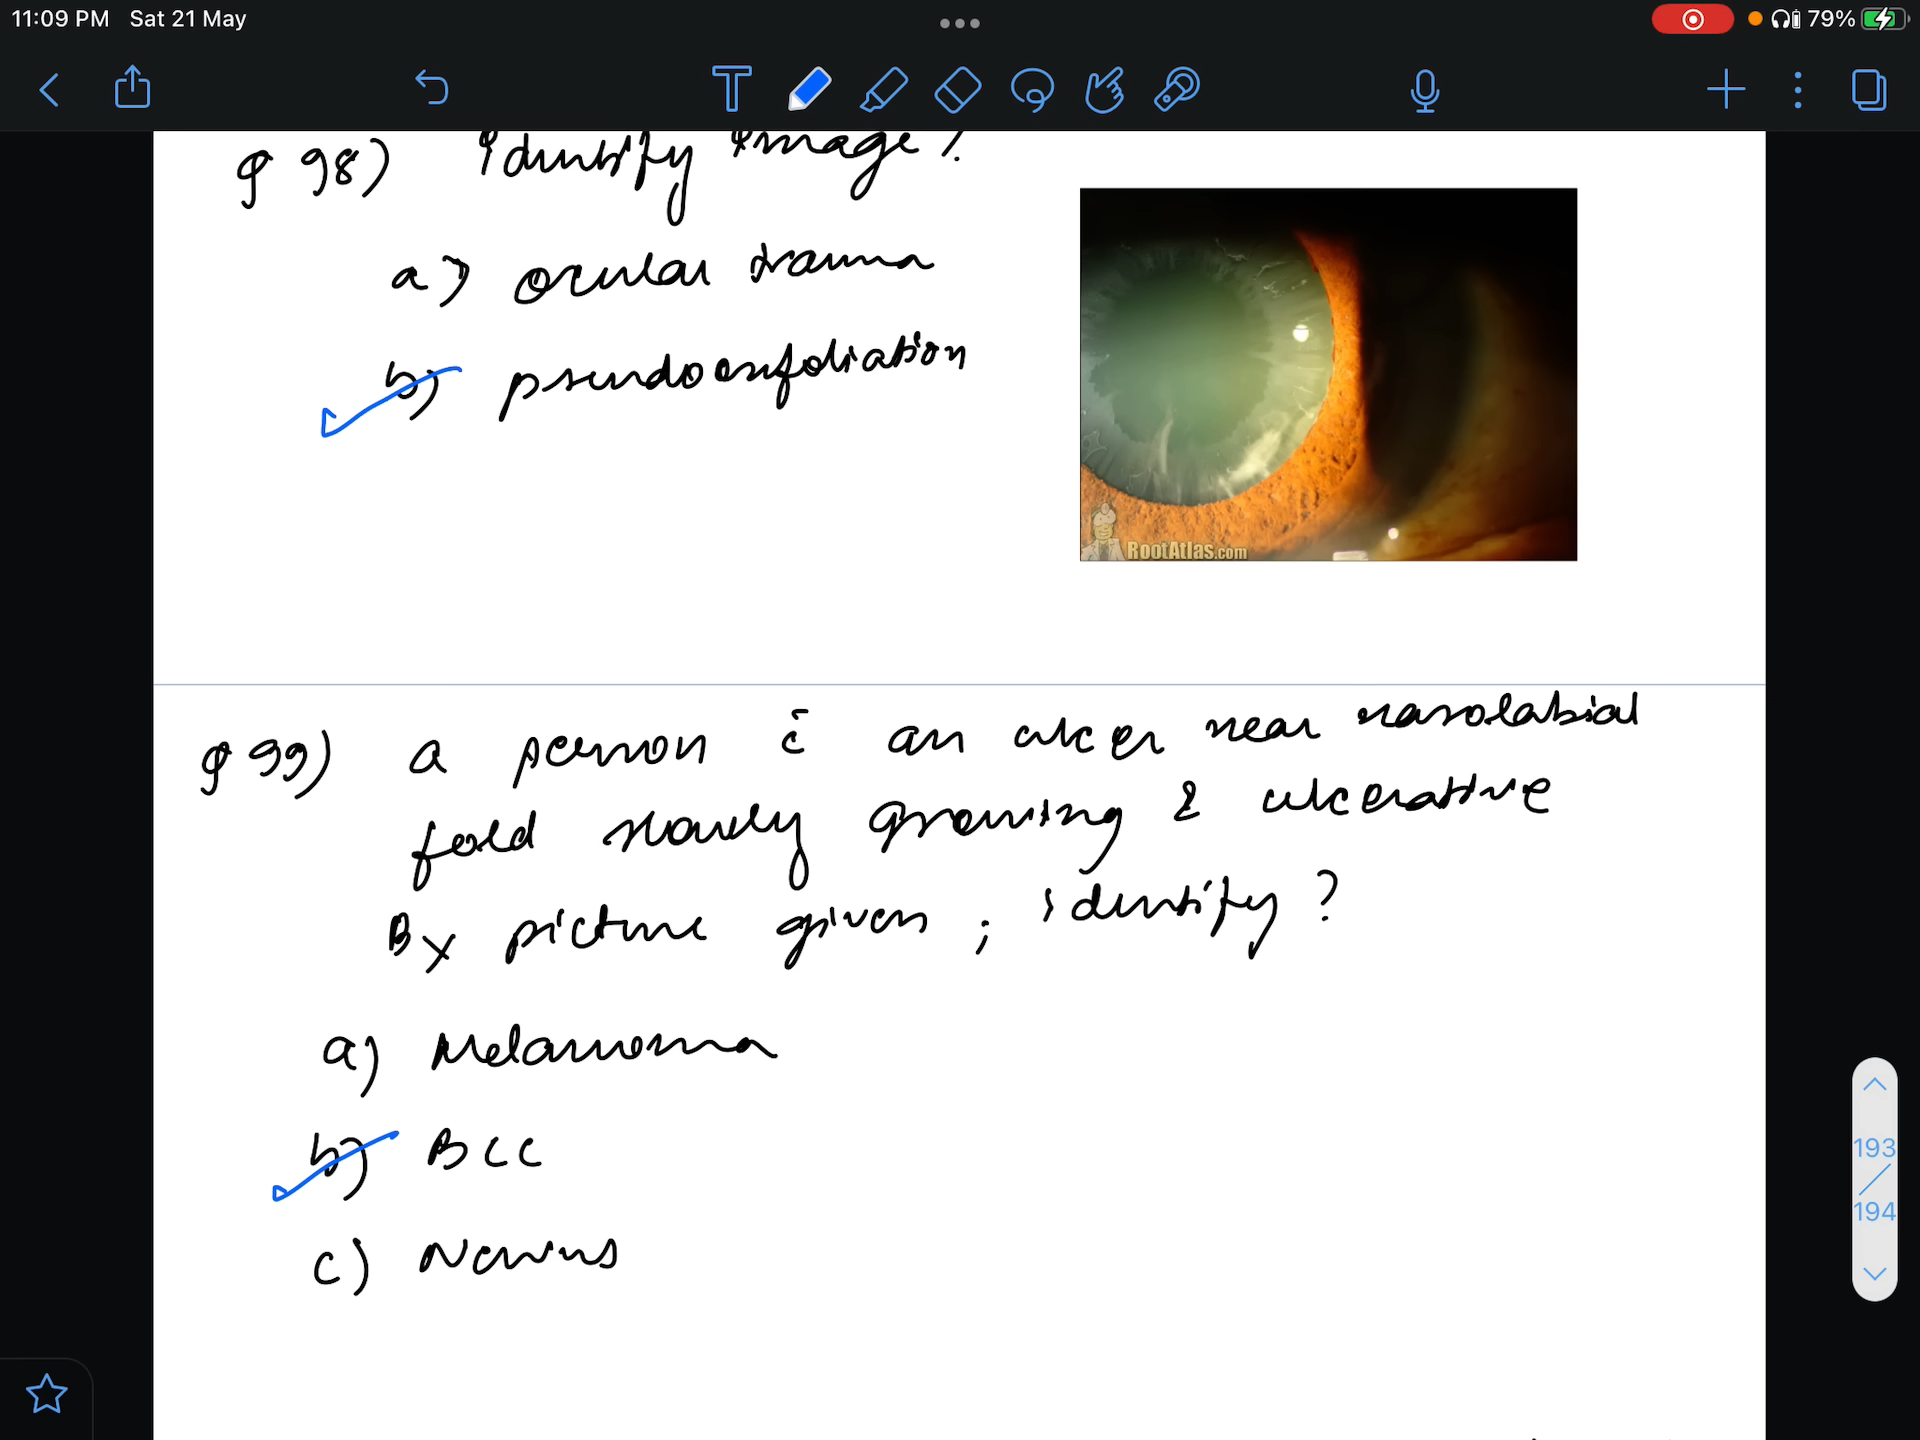 11:09 PM Sat 21 May
79%
Q 98) Identify image?
a) ocular trauma
b) pseudoexfoliation
RootAtlas.com
Q 99) a person c̄ an ulcer near nasolabial
fold slowly growing & ulcerative
Bx picture given ; identify ?
a) Melanoma
b) BCC
c) Nevus
193
194